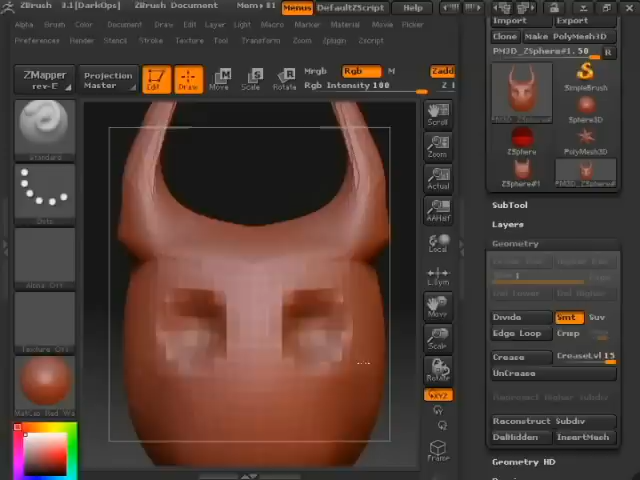 ZBrush 3.1[DarkOps] ZBrush Document Menus DefaultZScript Help
Alpha Brush Color Document Draw Edit Layer Light Macro Marker Material Movie Picker
Preferences Render Stencil Stroke Texture Tool Transform Zoom Zplugin Zscript
ZMapper
rev-E
Projection
Master
Edit
Draw
Move
Scale
Rotate
Mrgb Rgb M
Rgb Intensity 100
Zadd
Standard
Dots
Alpha Off
Texture Off
MatCap Red Wa
Scroll
Zoom
Actual
AAHalf
Local
L.Sym
Move
Scale
Rotate
XYZ
Frame
Import Export
Clone Make PolyMesh3D
PM3D_ZSphere#1. 50 R
SimpleBrush
Sphere3D
ZSphere PolyMesh3D
ZSphere#1 PM3D_ZSphere#
SubTool
Layers
Geometry
Divide Smt Suv
Edge Loop Crisp
Crease CreaseLvl 15
UnCrease
Reconstruct Subdiv
DelHidden InsertMesh
Geometry HD